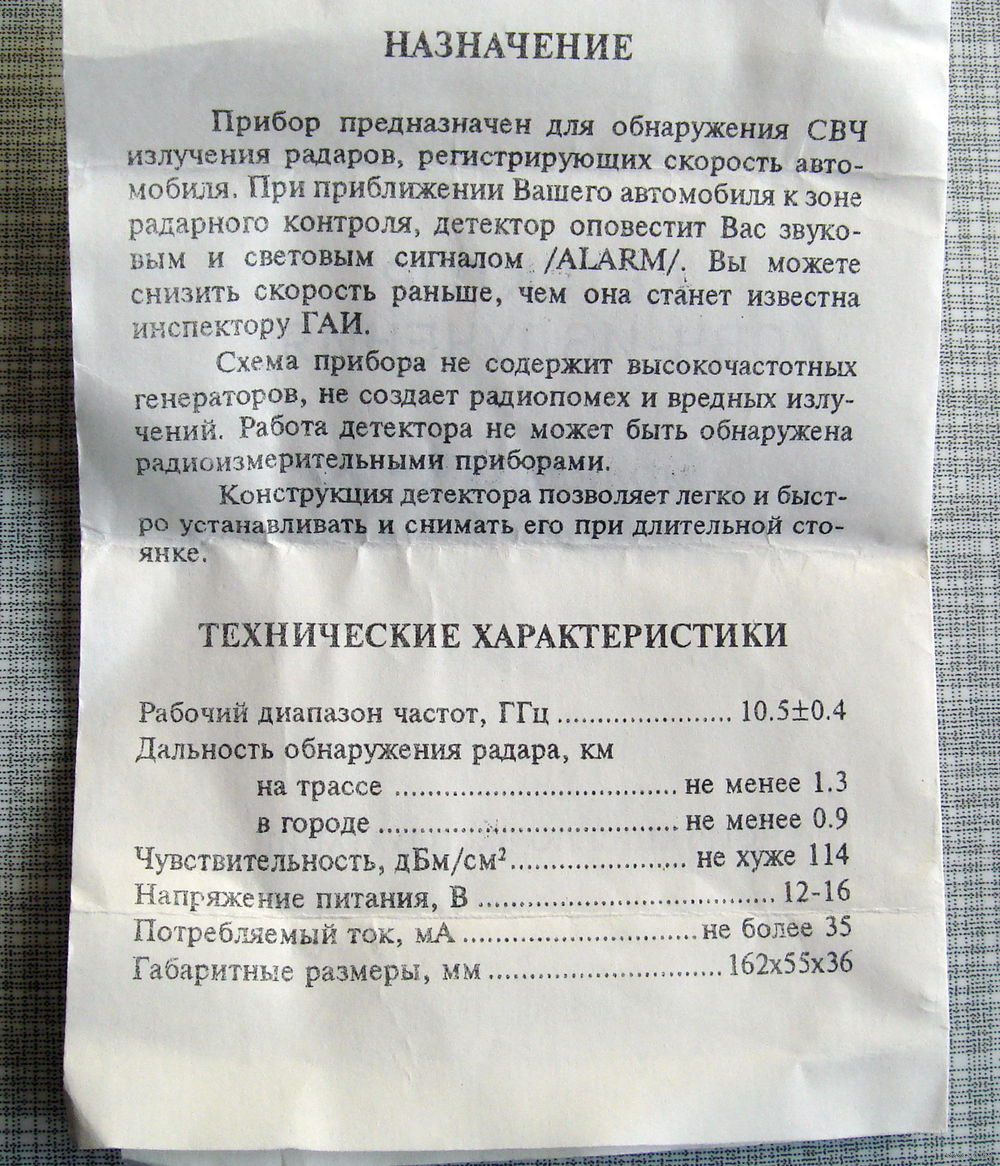 НАЗНАЧЕНИЕ
Прибор предназначен для обнаружения СВЧ
излучения радаров, регистрирующих скорость авто-
мобиля. При приближении Вашего автомобиля к зоне
радарного контроля, детектор оповестит Вас звуко-
вым и световым сигналом /ALARM/. Вы можете
снизить скорость раньше, чем она станет известна
инспектору ГАИ.
Схема прибора не содержит высокочастотных
генераторов, не создает радиопомех и вредных излу-
чений. Работа детектора не может быть обнаружена
радиоизмерительными приборами.
Конструкция детектора позволяет легко и быст-
ро устанавливать и снимать его при длительной сто-
янке.
ТЕХНИЧЕСКИЕ ХАРАКТЕРИСТИКИ
Рабочий диапазон частот, ГГц ...................... 10.5±0.4
Дальность обнаружения радара, км
на трассе ................................... не менее 1.3
в городе ..................................... не менее 0.9
Чувствительность, дБм/см²...................... не хуже 114
Напряжение питания, В ..................................... 12-16
Потребляемый ток, мА ............................. не более 35
Габаритные размеры, мм ............................. 162х55х36